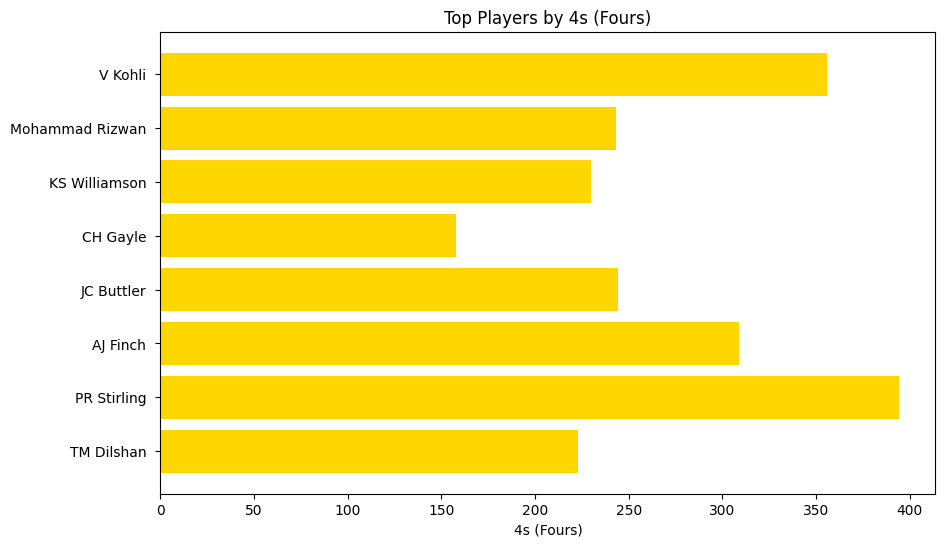 Top Players by 4s (Fours)
V Kohli
Mohammad Rizwan
KS Williamson
CH Gayle
JC Buttler
AJ Finch
PR Stirling
TM Dilshan
0 50 100 150 200 250 300 350 400
4s (Fours)